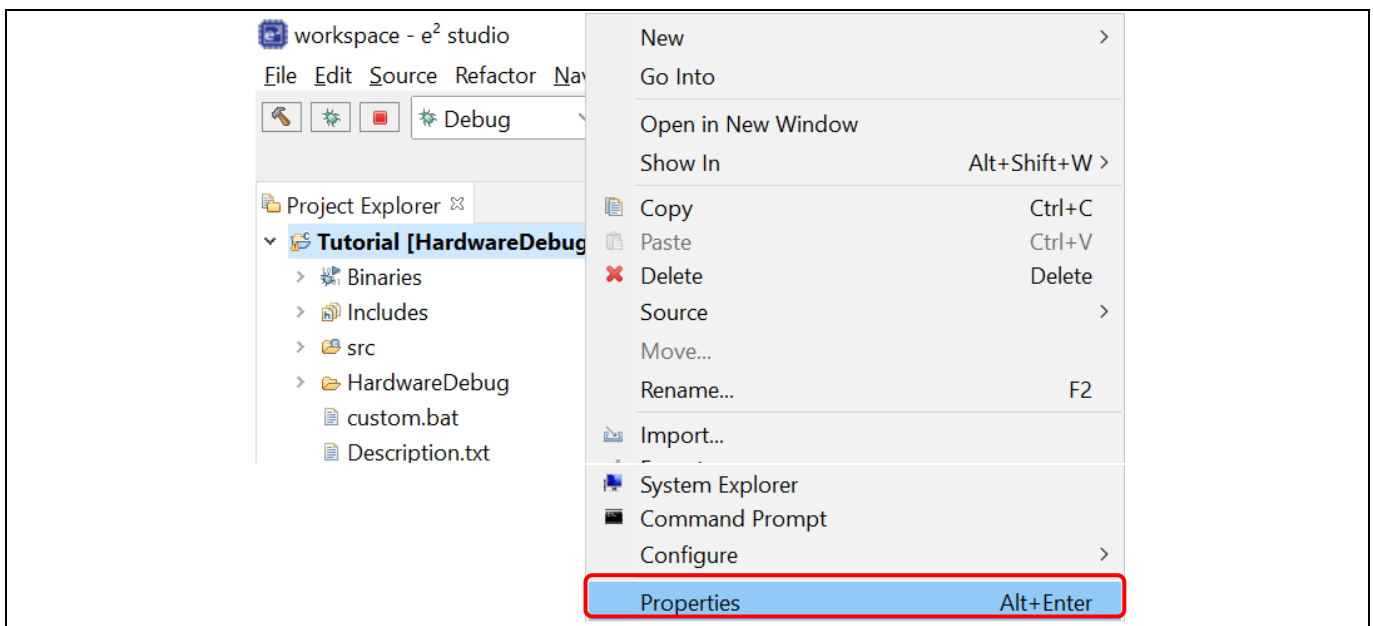 workspace - e² studio
File Edit Source Refactor
Debug
Project Explorer
Tutorial [HardwareDebug
Binaries
Includes
src
HardwareDebug
custom.bat
Description.txt
New
Go Into
Open in New Window
Show In Alt+Shift+W
Copy Ctrl+C
Paste Ctrl+V
Delete Delete
Source
Move...
Rename... F2
Import...
System Explorer
Command Prompt
Configure
Properties Alt+Enter